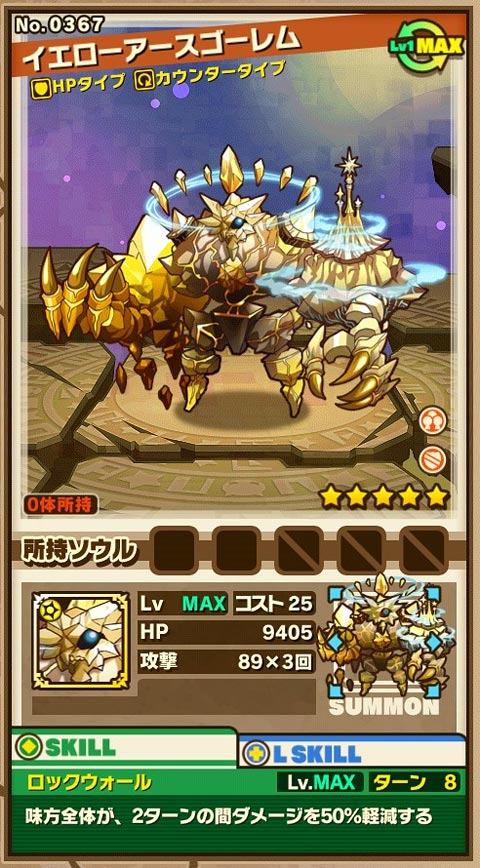 No.0367
イエローアースゴーレム
Lv1 MAX
HPタイプ カウンタータイプ
0体所持
所持ソウル
Lv MAX コスト 25
HP 9405
攻撃 89×3回
SUMMON
SKILL
L SKILL
ロックウォール Lv.MAX ターン 8
味方全体が、2ターンの間ダメージを50%軽減する